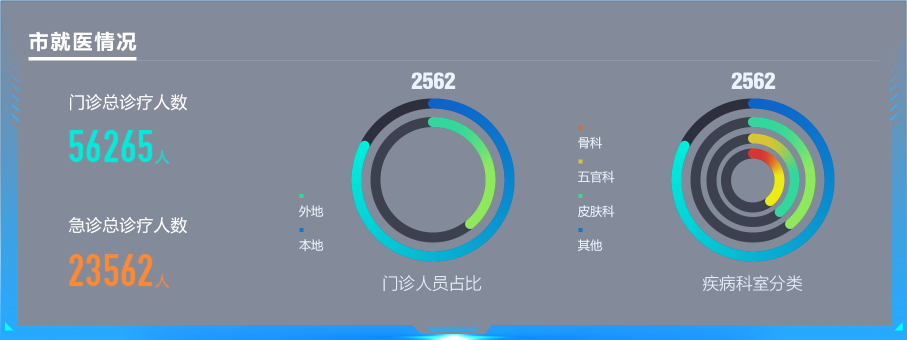 市就医情况
门诊总诊疗人数
56265人
急诊总诊疗人数
23562人
2562
外地
本地
门诊人员占比
2562
骨科
五官科
皮肤科
其他
疾病科室分类